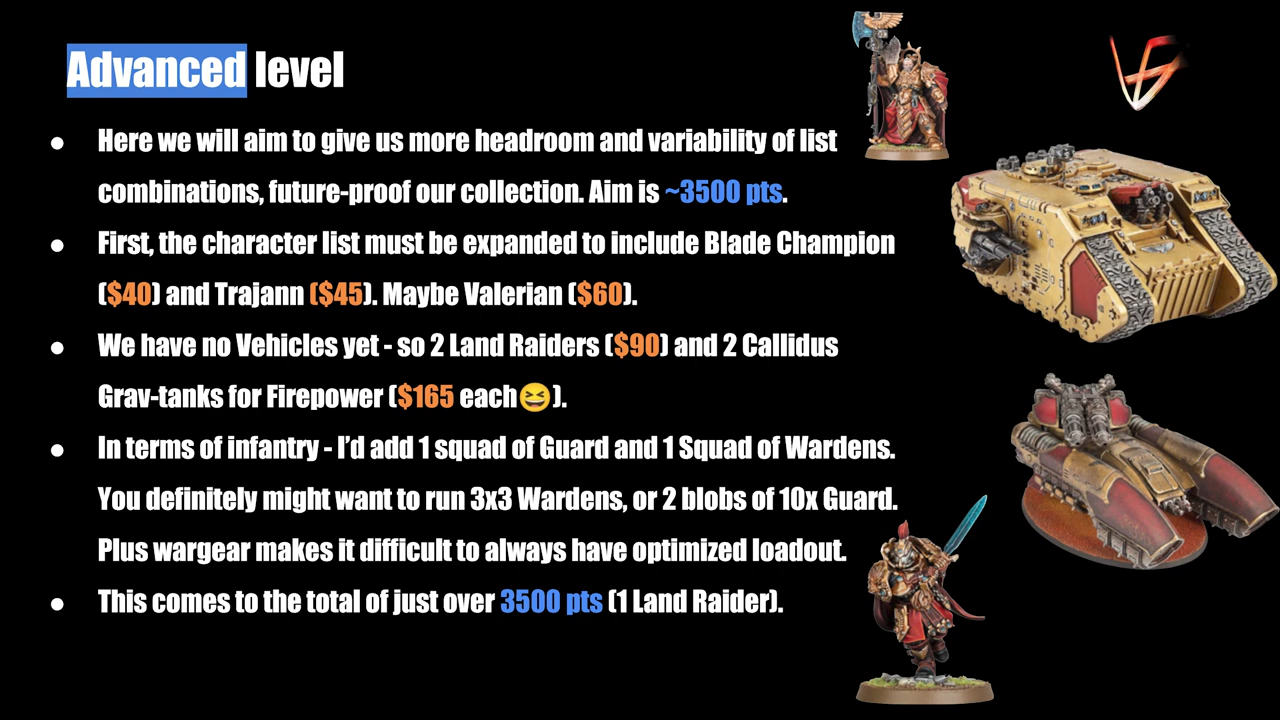 Advanced level
● Here we will aim to give us more headroom and variability of list
combinations, future-proof our collection. Aim is ~3500 pts.
● First, the character list must be expanded to include Blade Champion
($40) and Trajann ($45). Maybe Valerian ($60).
● We have no Vehicles yet - so 2 Land Raiders ($90) and 2 Callidus
Grav-tanks for Firepower ($165 each😆).
● In terms of infantry - I’d add 1 squad of Guard and 1 Squad of Wardens.
You definitely might want to run 3x3 Wardens, or 2 blobs of 10x Guard.
Plus wargear makes it difficult to always have optimized loadout.
● This comes to the total of just over 3500 pts (1 Land Raider).